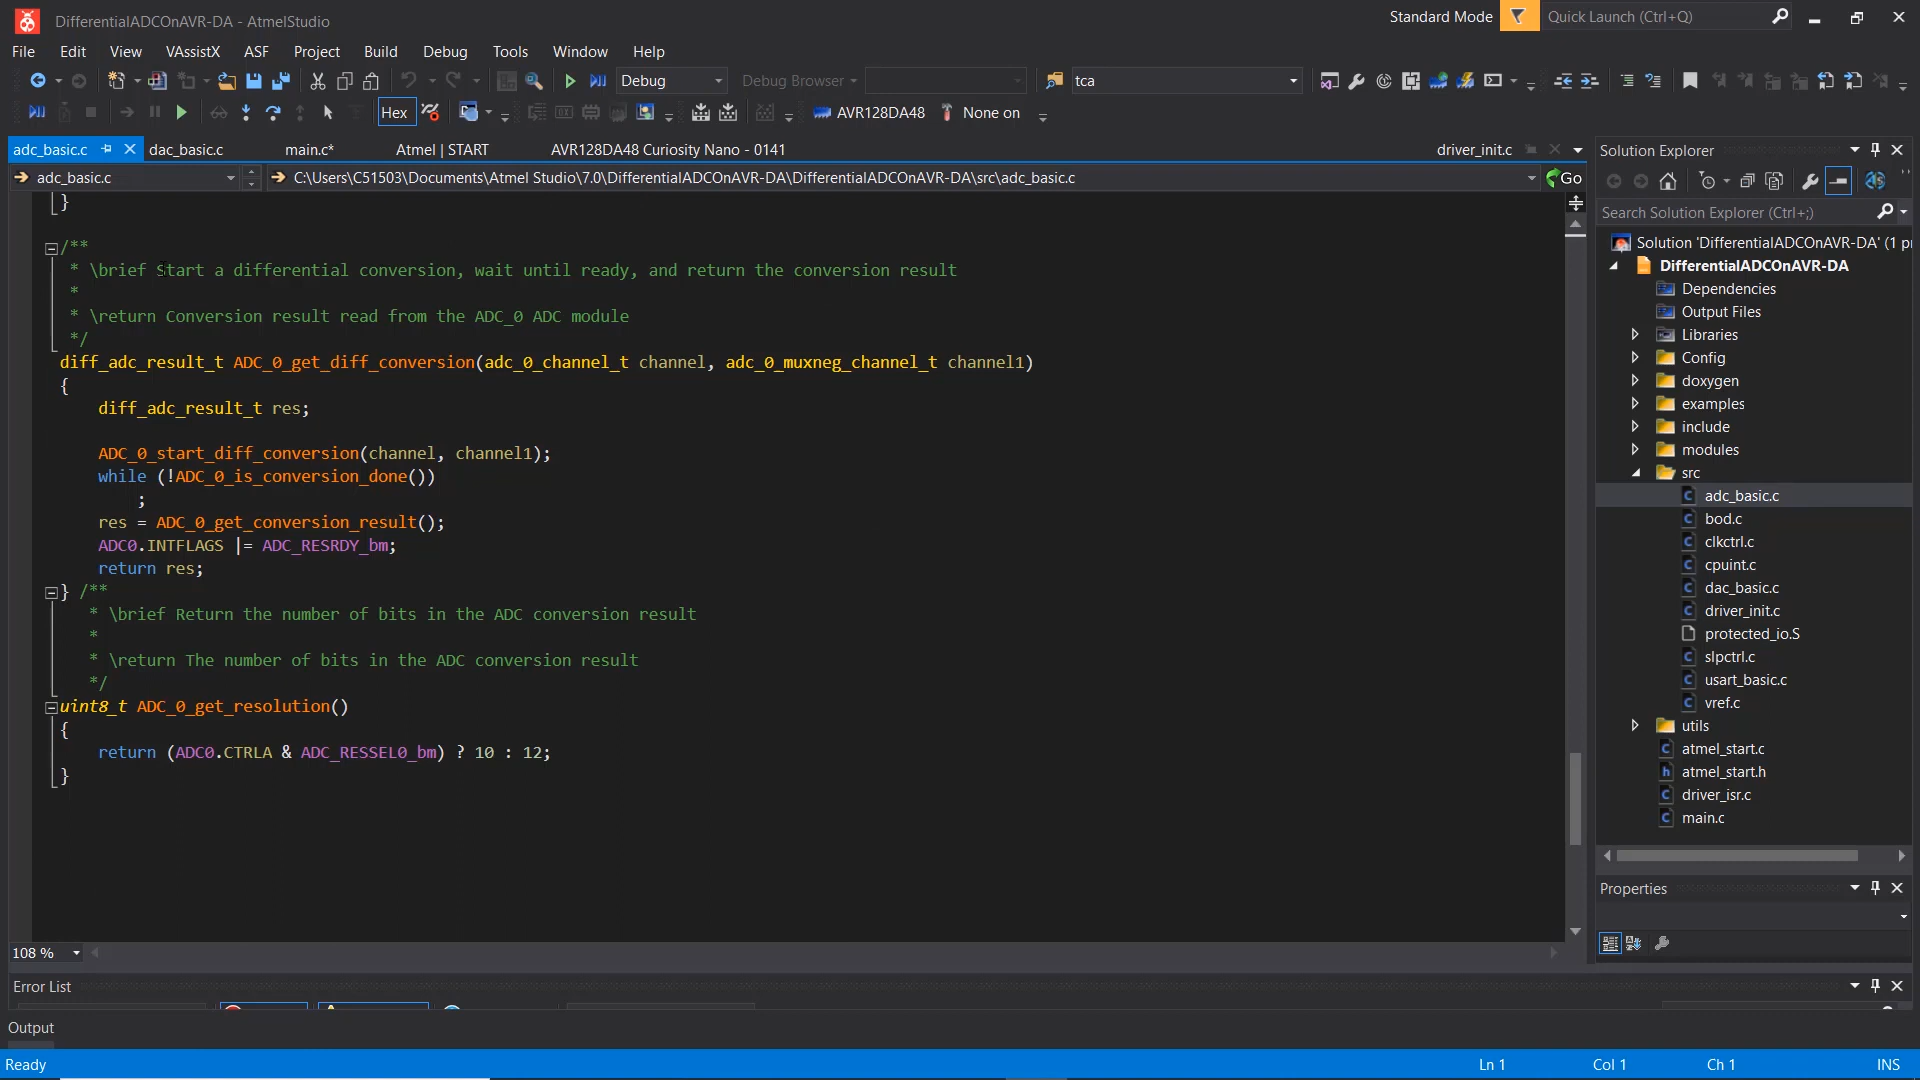 DifferentialADCOnAVR-DA - AtmelStudio
Standard Mode
Quick Launch (Ctrl+Q)
File Edit View VAssistX ASF Project Build Debug Tools Window Help
Debug
Debug Browser
tca
Hex
AVR128DA48
None on
adc_basic.c
dac_basic.c
main.c*
Atmel | START
AVR128DA48 Curiosity Nano - 0141
driver_init.c
adc_basic.c
C:\Users\C51503\Documents\Atmel Studio\7.0\DifferentialADCOnAVR-DA\DifferentialADCOnAVR-DA\src\adc_basic.c
Go
}
/**
* \brief Start a differential conversion, wait until ready, and return the conversion result
*
* \return Conversion result read from the ADC_0 ADC module
*/
diff_adc_result_t ADC_0_get_diff_conversion(adc_0_channel_t channel, adc_0_muxneg_channel_t channel1)
{
diff_adc_result_t res;
ADC_0_start_diff_conversion(channel, channel1);
while (!ADC_0_is_conversion_done())
;
res = ADC_0_get_conversion_result();
ADC0.INTFLAGS |= ADC_RESRDY_bm;
return res;
} /**
* \brief Return the number of bits in the ADC conversion result
*
* \return The number of bits in the ADC conversion result
*/
uint8_t ADC_0_get_resolution()
{
return (ADC0.CTRLA & ADC_RESSEL0_bm) ? 10 : 12;
}
108 %
Solution Explorer
Search Solution Explorer (Ctrl+;)
Solution 'DifferentialADCOnAVR-DA' (1 pr
DifferentialADCOnAVR-DA
Dependencies
Output Files
Libraries
Config
doxygen
examples
include
modules
src
adc_basic.c
bod.c
clkctrl.c
cpuint.c
dac_basic.c
driver_init.c
protected_io.S
slpctrl.c
usart_basic.c
vref.c
utils
atmel_start.c
atmel_start.h
driver_isr.c
main.c
Properties
Error List
Output
Ready
Ln 1
Col 1
Ch 1
INS